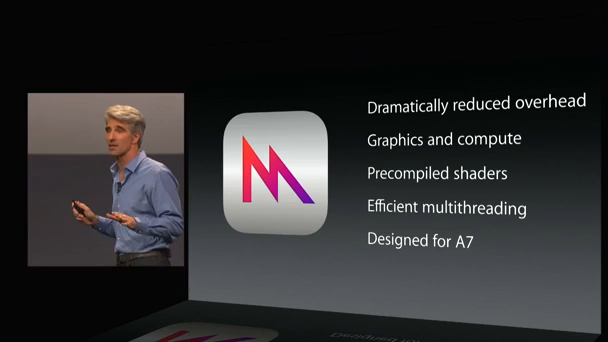 Dramatically reduced overhead
Graphics and compute
Precompiled shaders
Efficient multithreading
Designed for A7